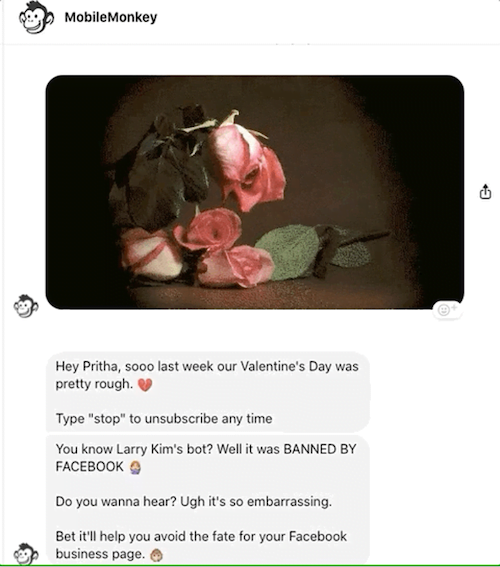 MobileMonkey
Hey Pritha, sooo last week our Valentine's Day was
pretty rough. 💔
Type "stop" to unsubscribe any time
You know Larry Kim's bot? Well it was BANNED BY
FACEBOOK 🤦🏼‍♀️
Do you wanna hear? Ugh it's so embarrassing.
Bet it'll help you avoid the fate for your Facebook
business page. 🙈